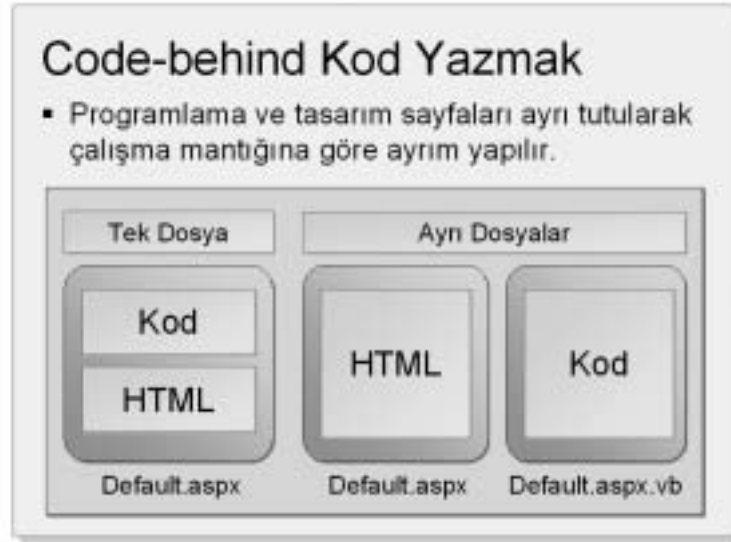 Code-behind Kod Yazmak
▪ Programlama ve tasarım sayfaları ayrı tutularak
çalışma mantığına göre ayrım yapılır.
Tek Dosya
Ayrı Dosyalar
Kod
HTML
HTML
Kod
Default.aspx
Default.aspx
Default.aspx.vb